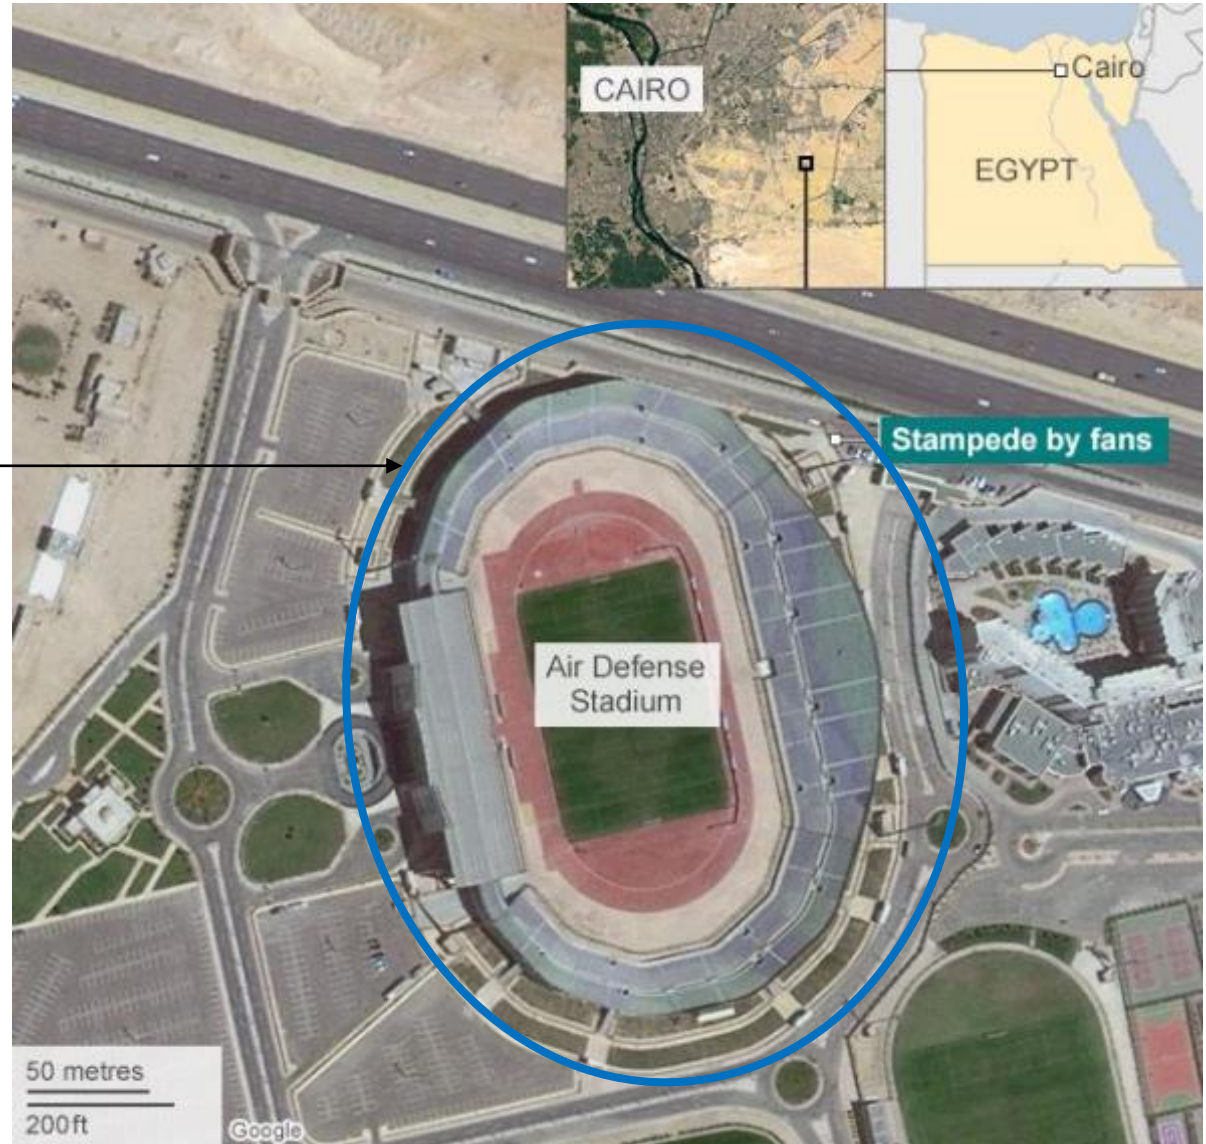 CAIRO
Cairo
EGYPT
Stampede by fans
Air Defense
Stadium
50 metres
200ft
Google